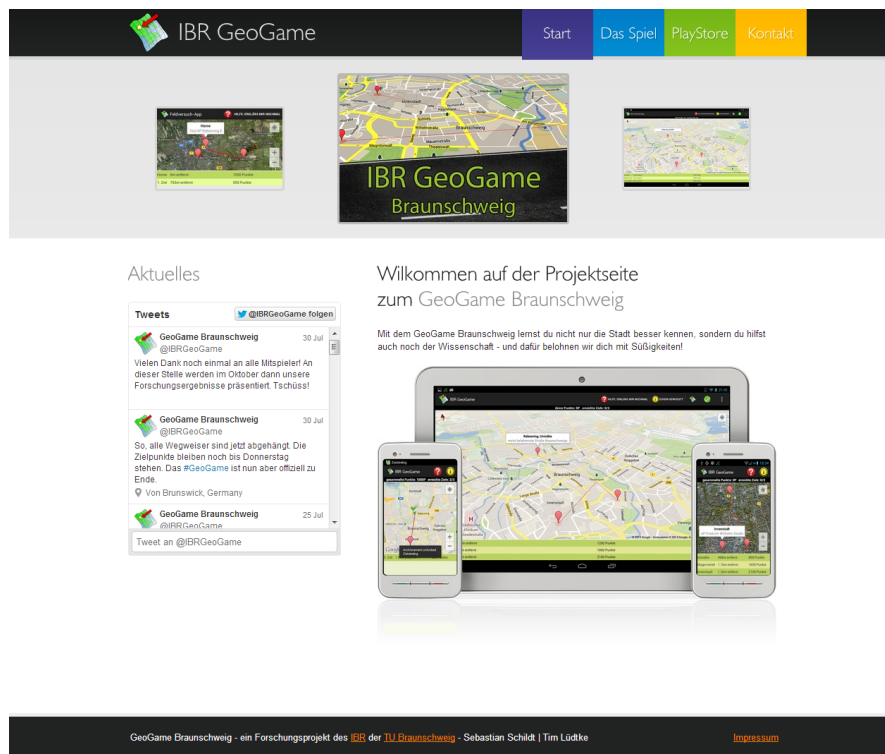 IBR GeoGame
Start Das Spiel PlayStore Kontakt
Feldversuch-App
IBR GeoGame
Braunschweig
Aktuelles
Wilkommen auf der Projektseite
zum GeoGame Braunschweig
Mit dem GeoGame Braunschweig lernst du nicht nur die Stadt besser kennen, sondern du hilfst
auch noch der Wissenschaft - und dafür belohnen wir dich mit Süßigkeiten!
Tweets
@IBRGeoGame folgen
GeoGame Braunschweig 30 Jul
@IBRGeoGame
Vielen Dank noch einmal an alle Mitspieler! An
dieser Stelle werden im Oktober dann unsere
Forschungsergebnisse präsentiert. Tschüss!
GeoGame Braunschweig 30 Jul
@IBRGeoGame
So, alle Wegweiser sind jetzt abgehängt. Die
Zielpunkte bleiben noch bis Donnerstag
stehen. Das #GeoGame ist nun aber offiziell zu
Ende.
Von Brunswick, Germany
GeoGame Braunschweig 25 Jul
@IBRGeoGame
Tweet an @IBRGeoGame
IBR GeoGame
IBR GeoGame
IBR GeoGame
GeoGame Braunschweig - ein Forschungsprojekt des IBR der TU Braunschweig - Sebastian Schildt | Tim Lüdtke
Impressum